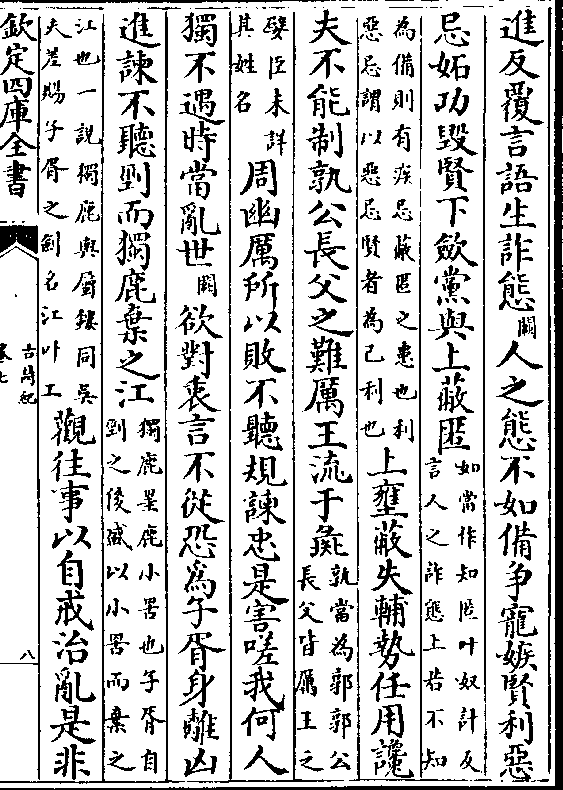 進反覆言語生詐態闕人之態不如備爭寵嫉賢利惡
忌妬功毀賢下歛黨與上蔽匿如當作知匿叶奴計反言人之詐態上若不知
為備則有疾忌蔽匿之患也利惡忌謂以惡忌賢者為已利也上壅蔽失輔勢任用讒
夫不能制孰公長父之難厲王流于彘孰當為郭郭公長父皆厲王之
嬖臣未詳其姓名周幽厲所以敗不聽規諫忠是害嗟我何人
獨不遇時當亂世闕欲對衷言不從恐為子胥身離凶
進諫不聽剄而獨鹿棄之江獨鹿罣鹿小罟也子胥自剄之後盛以小罟而棄之
江也一說獨鹿與屬鏤同吳夫差賜子胥之劍名江叶工觀往事以自戒治亂是非
欽定四庫全書
古詩紀
卷七
八